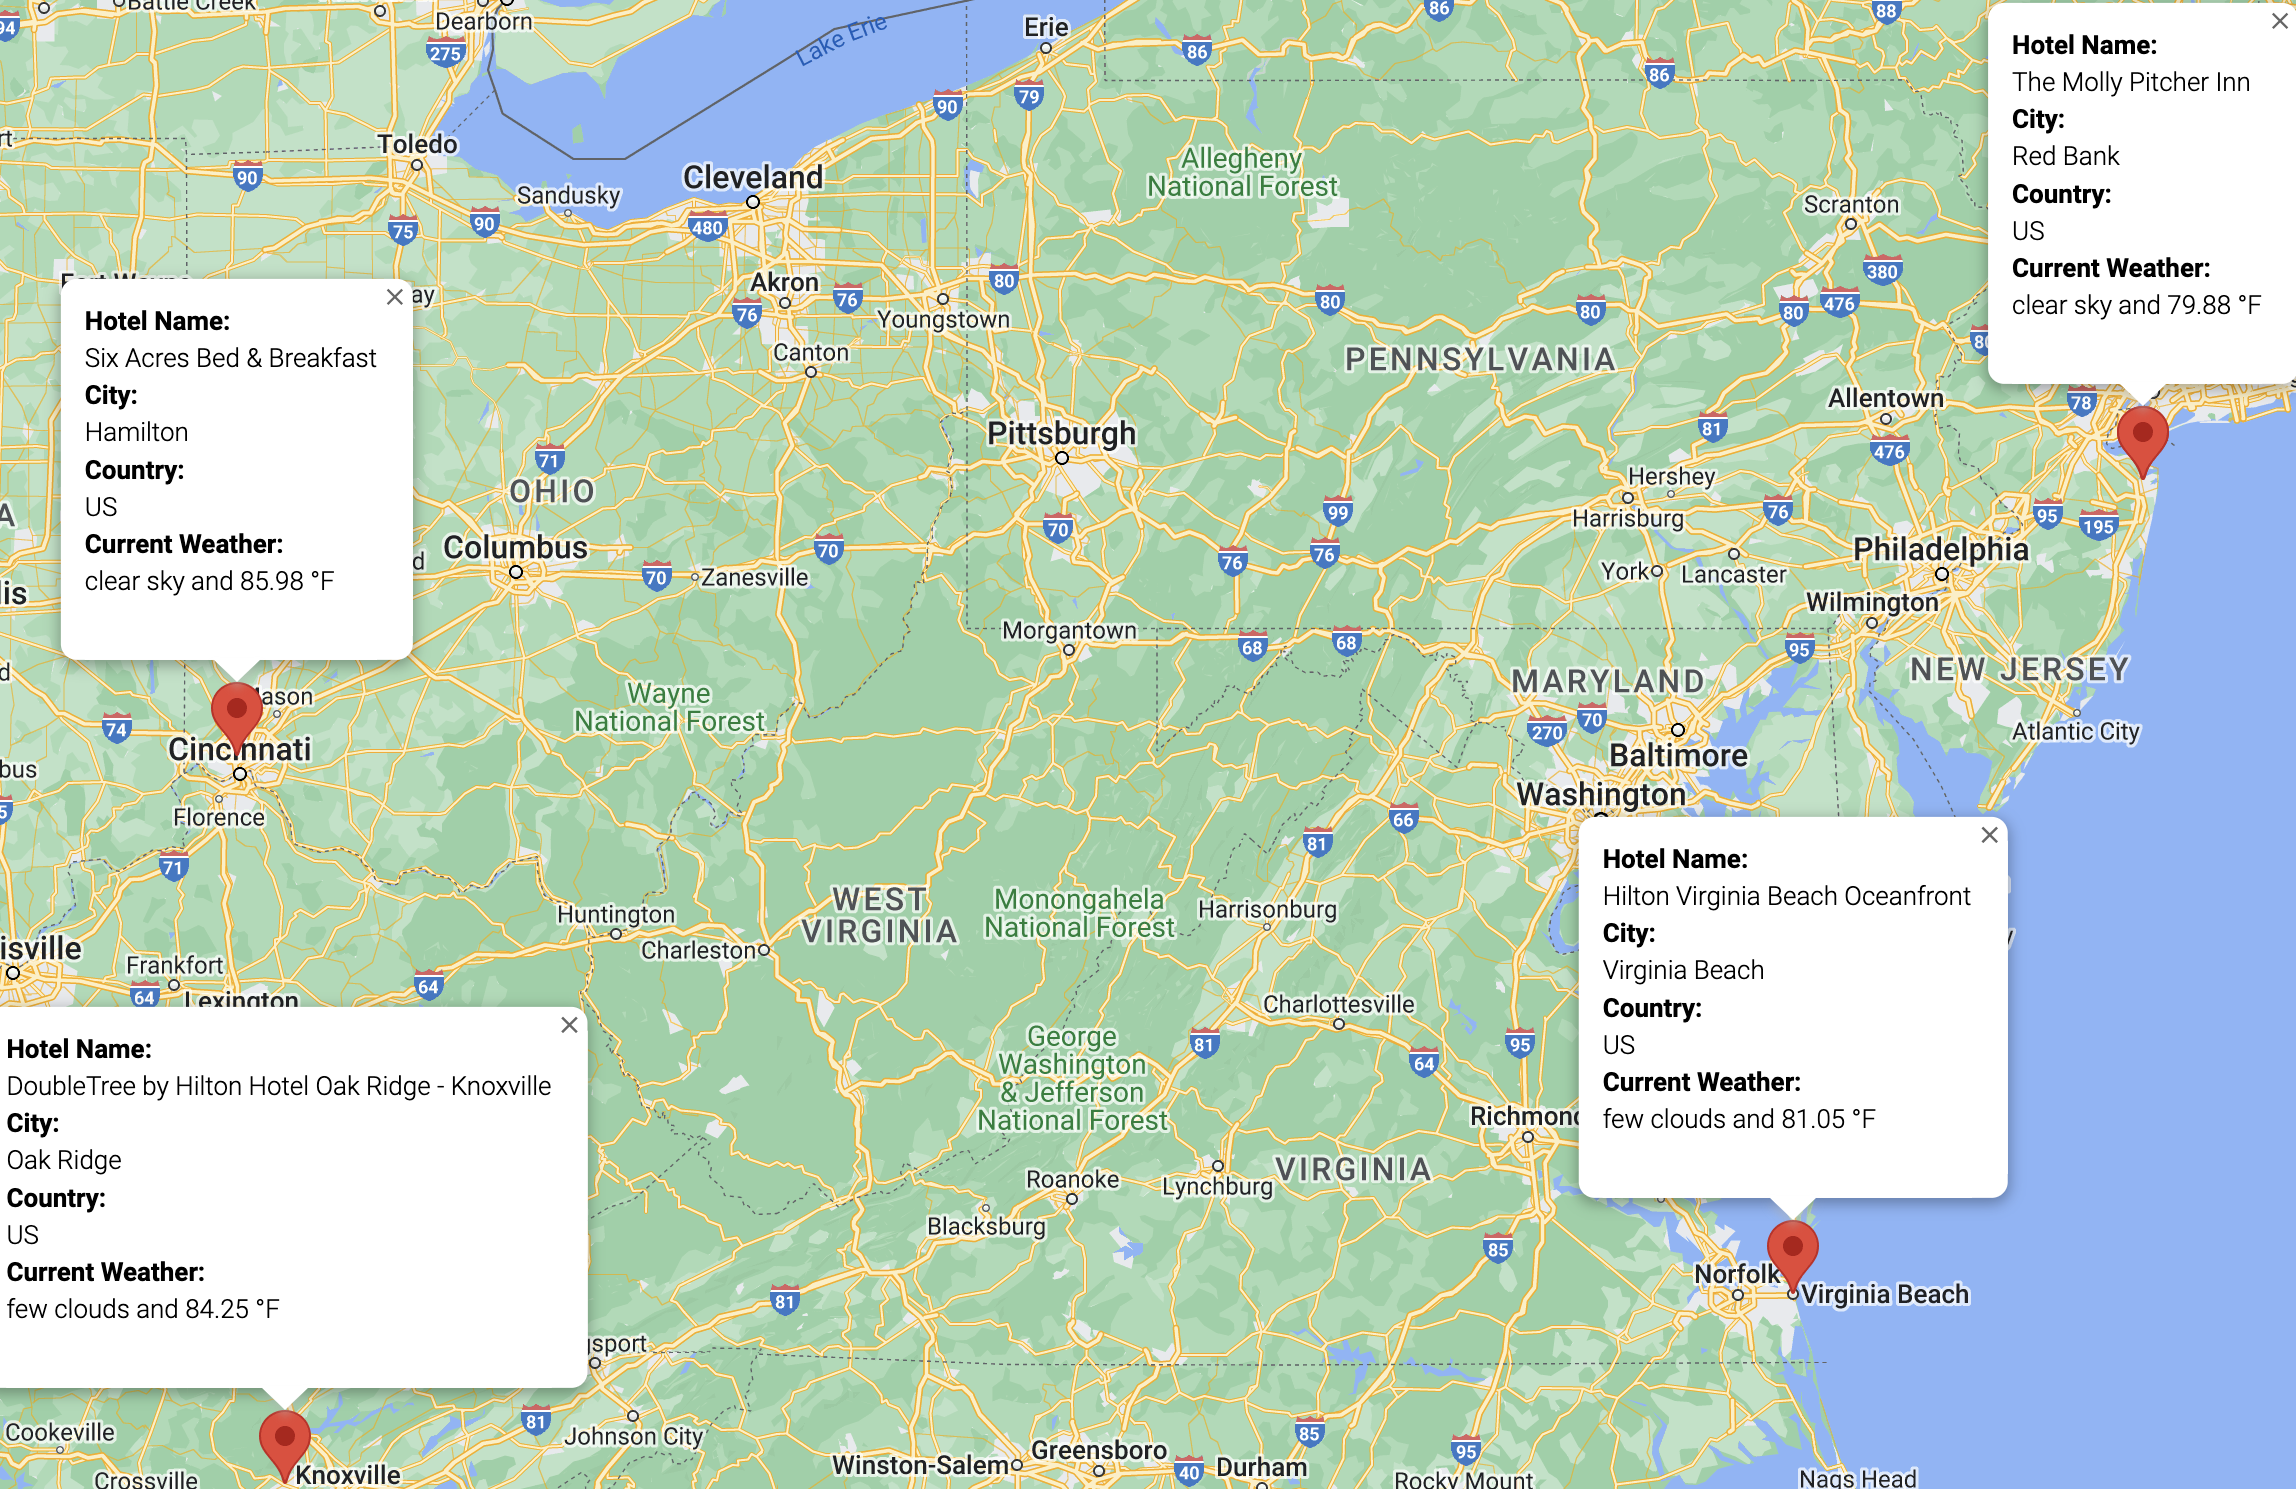 Battle Creek
Dearborn
94
275
Lake Erie
Erie
86
86
86
88
90
79
Toledo
90
Sandusky
Cleveland
Allegheny
National Forest
75
90
480
Scranton
380
Akron
76
76
80
80
80
80
476
Youngstown
Canton
PENNSYLVANIA
Allentown
78
81
476
Pittsburgh
71
OHIO
Hershey
Harrisburg
99
76
95
195
70
Columbus
70
70
Zanesville
76
76
York
Lancaster
Philadelphia
Wilmington
Morgantown
68
68
95
MARYLAND
NEW JERSEY
Wayne
National Forest
270
70
Atlantic City
Baltimore
Washington
74
Cincinnati
Florence
71
66
81
WEST
VIRGINIA
Monongahela
National Forest
Harrisonburg
Huntington
Charleston
Frankfort
64
Lexington
64
Charlottesville
George
Washington
& Jefferson
National Forest
81
64
95
Richmond
Roanoke
Lynchburg
VIRGINIA
Blacksburg
85
81
Norfolk
Virginia Beach
81
Johnson City
Cookeville
Crossville
Knoxville
Winston-Salem
Greensboro
40
Durham
85
95
Rocky Mount
Nags Head
Hotel Name:
The Molly Pitcher Inn
City:
Red Bank
Country:
US
Current Weather:
clear sky and 79.88 °F
Hotel Name:
Six Acres Bed & Breakfast
City:
Hamilton
Country:
US
Current Weather:
clear sky and 85.98 °F
Hotel Name:
Hilton Virginia Beach Oceanfront
City:
Virginia Beach
Country:
US
Current Weather:
few clouds and 81.05 °F
Hotel Name:
DoubleTree by Hilton Hotel Oak Ridge - Knoxville
City:
Oak Ridge
Country:
US
Current Weather:
few clouds and 84.25 °F